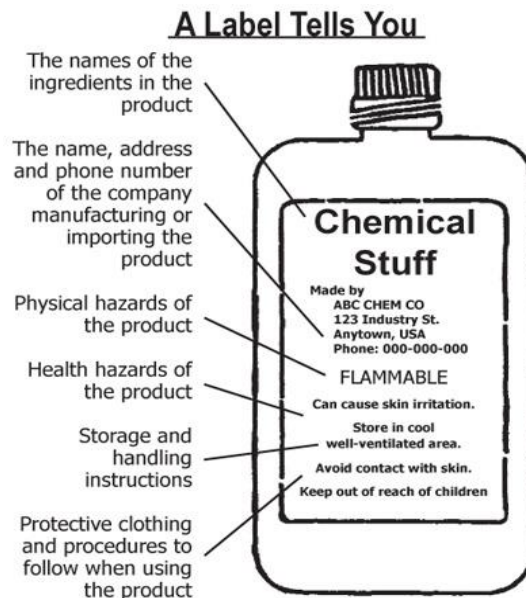 A Label Tells You
The names of the
ingredients in the
product
The name, address
and phone number
of the company
manufacturing or
importing the
product
Physical hazards of
the product
Health hazards of
the product
Storage and
handling
instructions
Protective clothing
and procedures to
follow when using
the product
Chemical
Stuff
Made by
ABC CHEM CO
123 Industry St.
Anytown, USA
Phone: 000-000-000
FLAMMABLE
Can cause skin irritation.
Store in cool
well-ventilated area.
Avoid contact with skin.
Keep out of reach of children